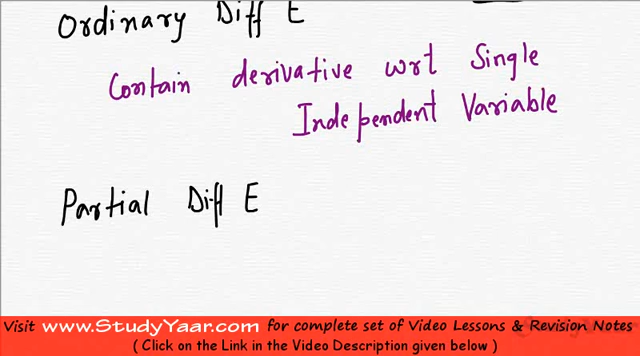 Ordinary Diff E
Contain derivative wrt Single
Independent Variable
Partial Diff E
Visit www.StudyYaar.com for complete set of Video Lessons & Revision Notes
( Click on the Link in the Video Description given below )